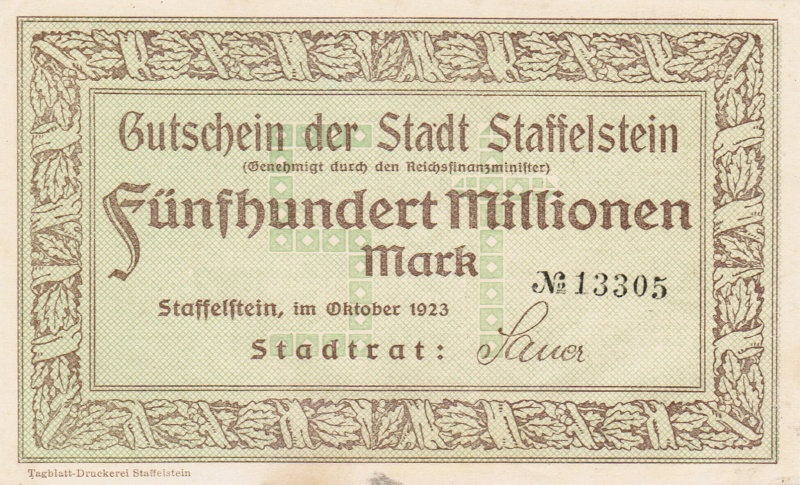 Gutschein der Stadt Staffelstein
(Genehmigt durch den Reichsfinanzminister)
Fünfhundert Millionen
Mark
№ 13305
Staffelstein, im Oktober 1923
Stadtrat: Sauer
Tagblatt-Druckerei Staffelstein